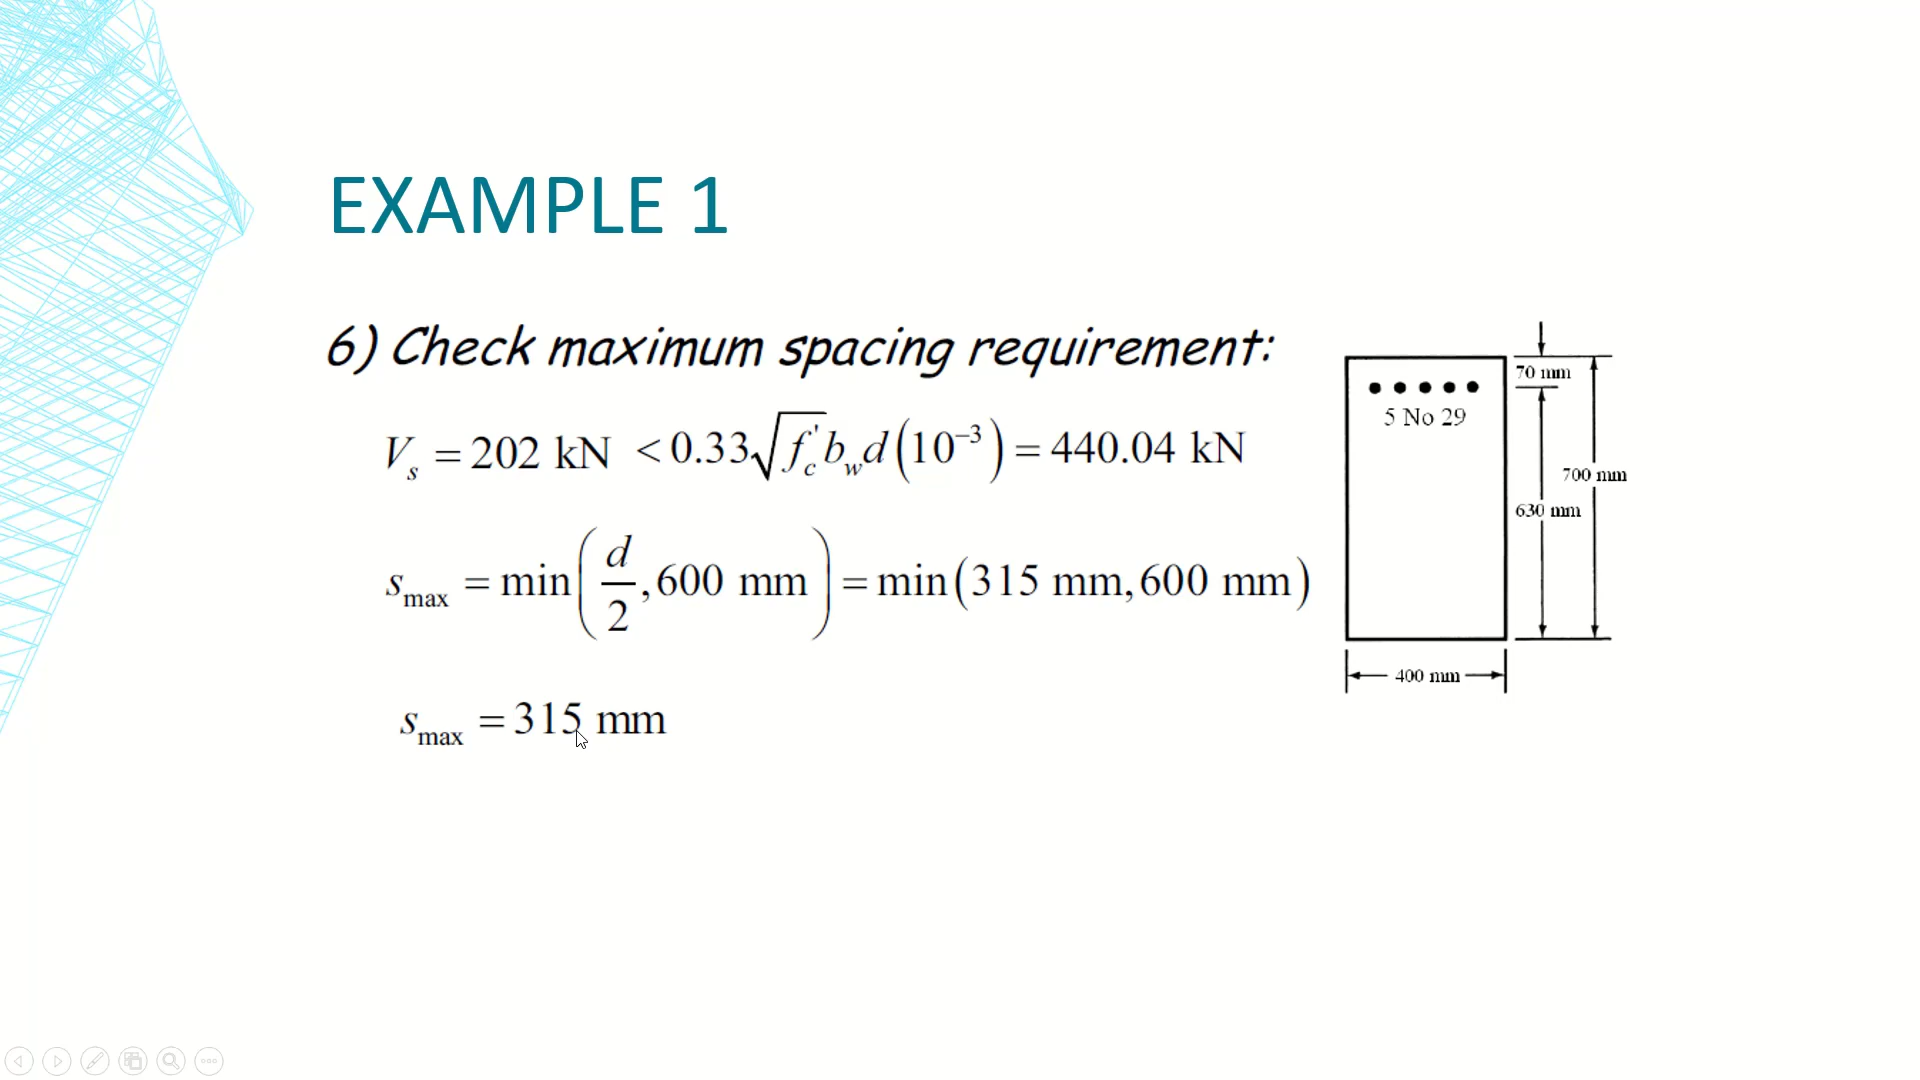 EXAMPLE 1
6) Check maximum spacing requirement:
V_s = 202 kN < 0.33√f_c' b_w d(10⁻³) = 440.04 kN
s_max = min(d/2, 600 mm) = min(315 mm, 600 mm)
s_max = 315 mm
70 mm
5 No 29
700 mm
630 mm
400 mm